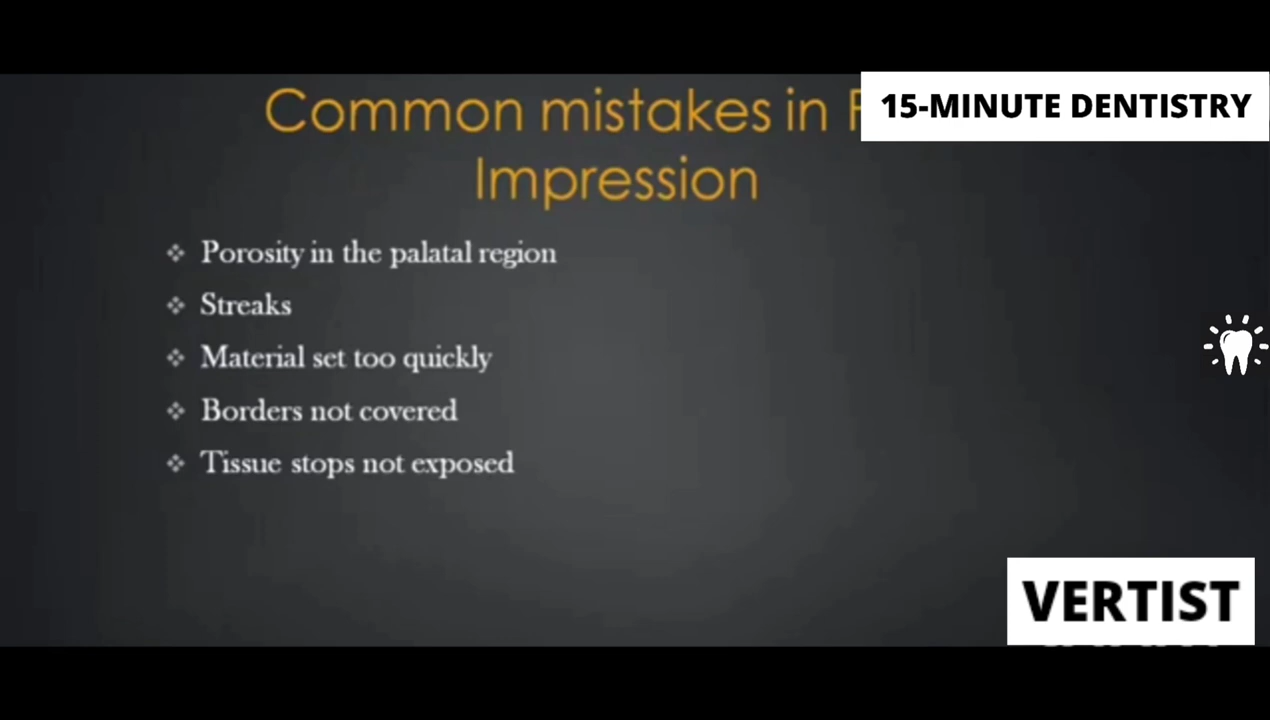 Common mistakes in
15-MINUTE DENTISTRY
Impression
Porosity in the palatal region
Streaks
Material set too quickly
Borders not covered
Tissue stops not exposed
VERTIST